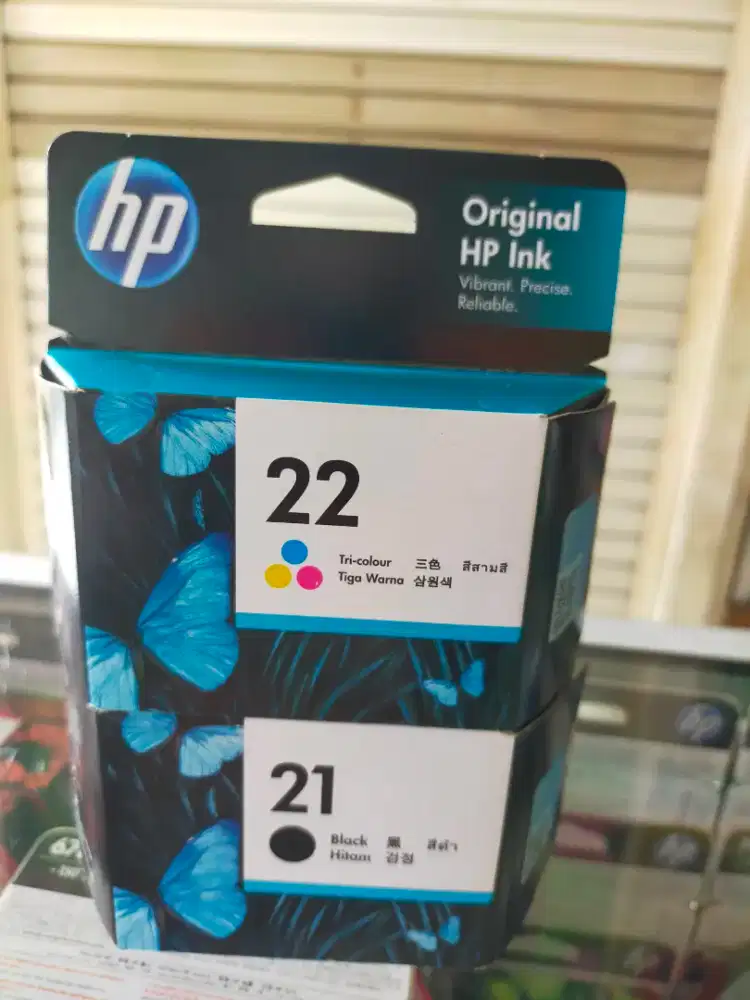 hp
Original
HP Ink
Vibrant. Precise.
Reliable.
22
Tri-colour 三色 สีสามสี
Tiga Warna 삼원색
21
Black 黑 สีดำ
Hitam 검정
hp